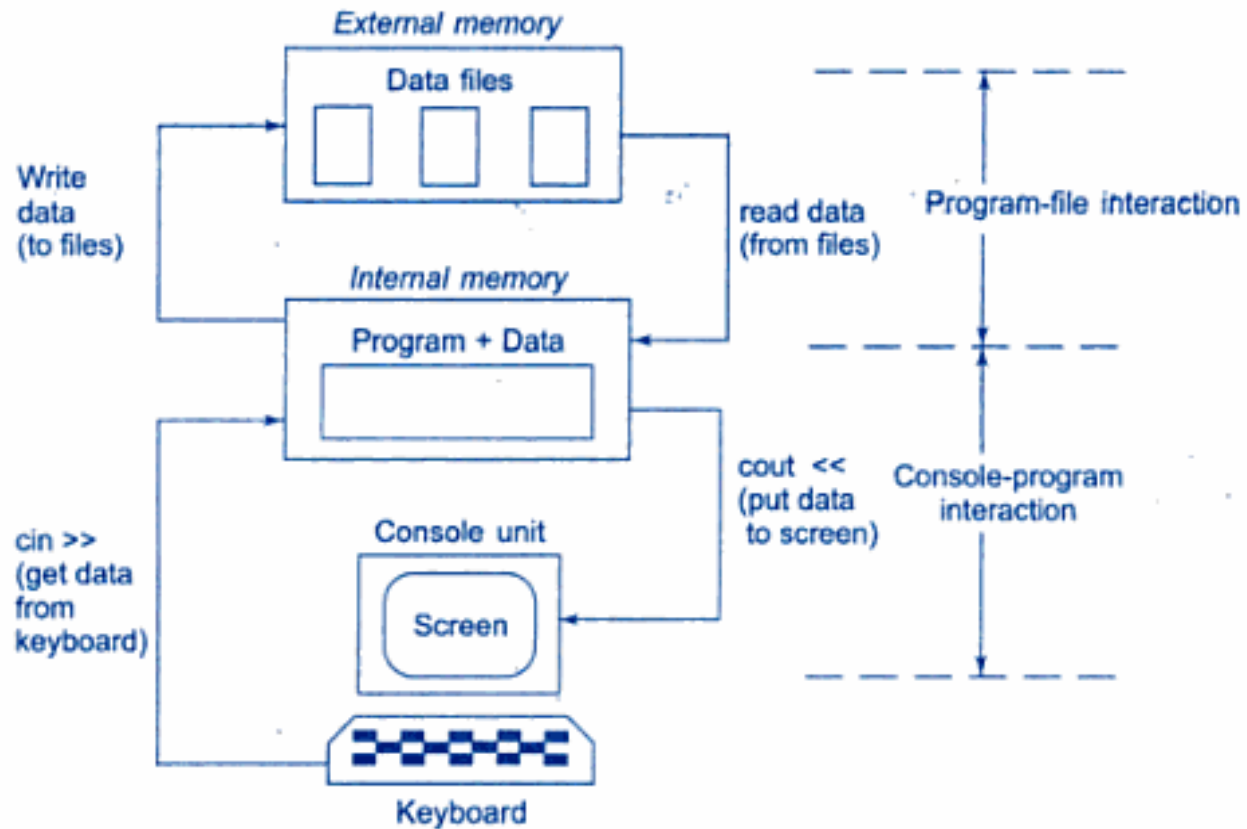 External memory
Data files
Write
data
(to files)
read data
(from files)
Program-file interaction
Internal memory
Program + Data
cout <<
(put data
to screen)
Console-program
interaction
cin >>
(get data
from
keyboard)
Console unit
Screen
Keyboard